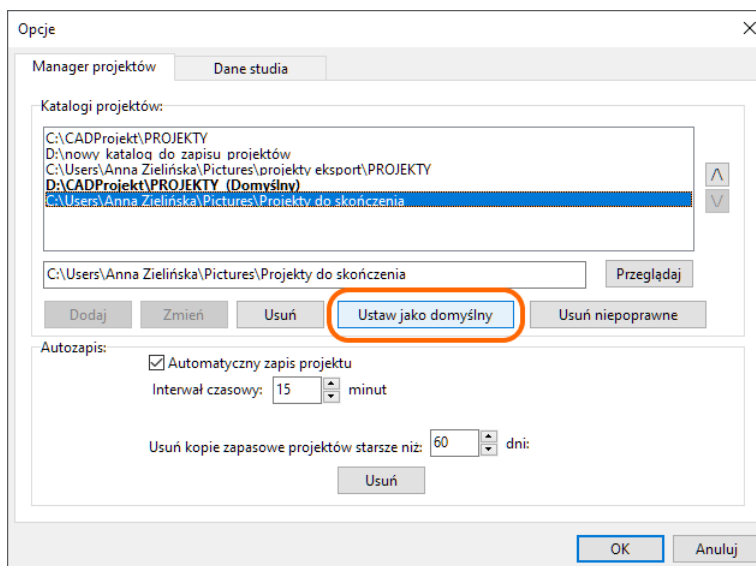 Opcje
Manager projektów
Dane studia
Katalogi projektów:
C:\CADProjekt\PROJEKTY
D:\nowy katalog do zapisu projektów
C:\Users\Anna Zielińska\Pictures\projekty eksport\PROJEKTY
D:\CADProjekt\PROJEKTY (Domyślny)
C:\Users\Anna Zielińska\Pictures\Projekty do skończenia
C:\Users\Anna Zielińska\Pictures\Projekty do skończenia Przeglądaj
Dodaj Zmień Usuń Ustaw jako domyślny Usuń niepoprawne
Autozapis:
Automatyczny zapis projektu
Interwał czasowy: 15 minut
Usuń kopie zapasowe projektów starsze niż: 60 dni:
Usuń
OK Anuluj